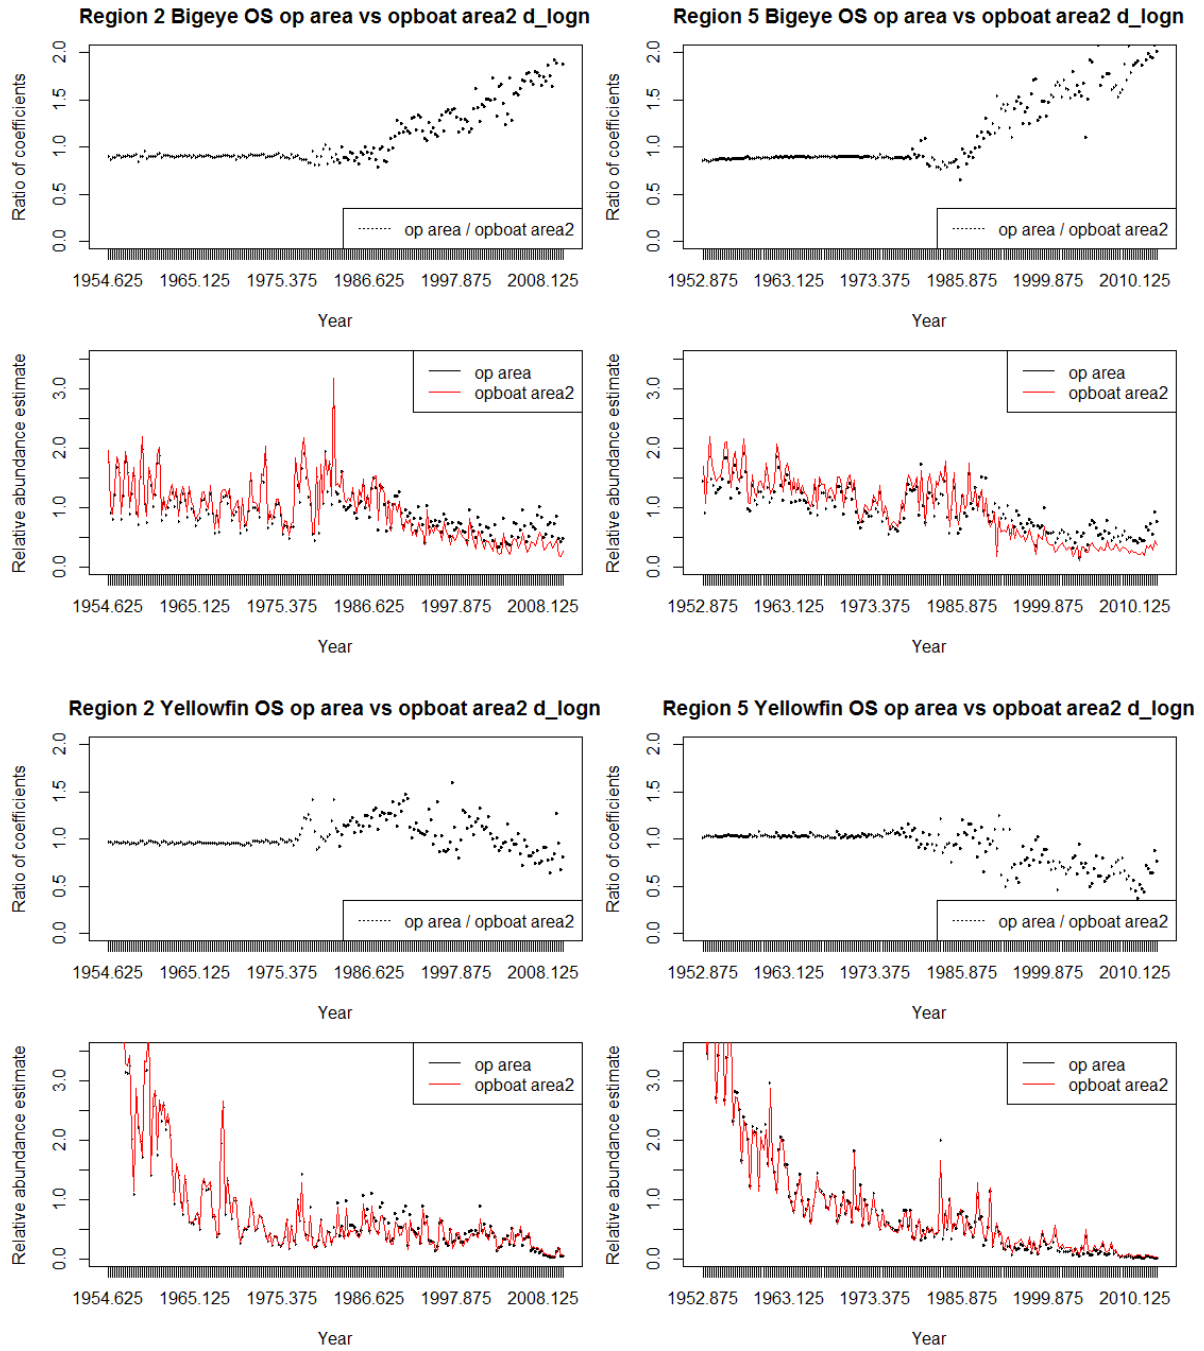 Region 2 Bigeye OS op area vs opboat area2 d_logn
Ratio of coefficients
2.0
1.5
1.0
0.5
0.0
op area / opboat area2
1954.625 1965.125 1975.375 1986.625 1997.875 2008.125
Year
Relative abundance estimate
3.0
2.0
1.0
0.0
op area
opboat area2
1954.625 1965.125 1975.375 1986.625 1997.875 2008.125
Year
Region 5 Bigeye OS op area vs opboat area2 d_logn
Ratio of coefficients
2.0
1.5
1.0
0.5
0.0
op area / opboat area2
1952.875 1963.125 1973.375 1985.875 1999.875 2010.125
Year
Relative abundance estimate
3.0
2.0
1.0
0.0
op area
opboat area2
1952.875 1963.125 1973.375 1985.875 1999.875 2010.125
Year
Region 2 Yellowfin OS op area vs opboat area2 d_logn
Ratio of coefficients
2.0
1.5
1.0
0.5
0.0
op area / opboat area2
1954.625 1965.125 1975.375 1986.625 1997.875 2008.125
Year
Relative abundance estimate
3.0
2.0
1.0
0.0
op area
opboat area2
1954.625 1965.125 1975.375 1986.625 1997.875 2008.125
Year
Region 5 Yellowfin OS op area vs opboat area2 d_logn
Ratio of coefficients
2.0
1.5
1.0
0.5
0.0
op area / opboat area2
1952.875 1963.125 1973.375 1985.875 1999.875 2010.125
Year
Relative abundance estimate
3.0
2.0
1.0
0.0
op area
opboat area2
1952.875 1963.125 1973.375 1985.875 1999.875 2010.125
Year